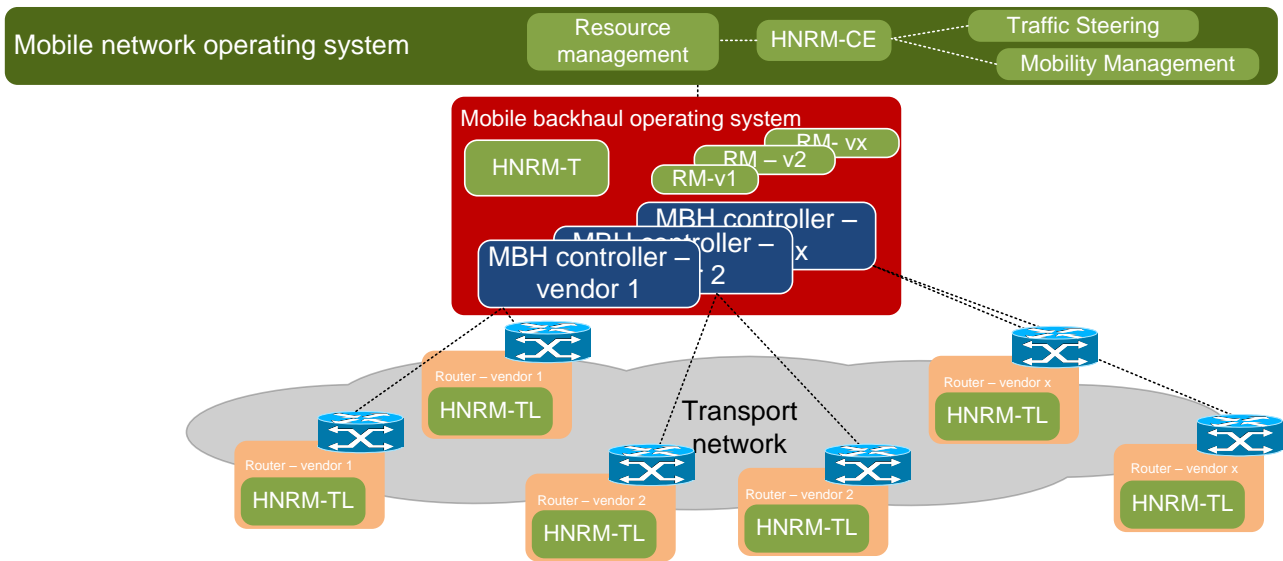 Mobile network operating system
Resource
management
HNRM-CE
Traffic Steering
Mobility Management
Mobile backhaul operating system
HNRM-T
RM- vx
RM – v2
RM-v1
MBH controller –
x
MBH controller –
2
MBH controller –
vendor 1
Router – vendor 1
HNRM-TL
Router – vendor x
HNRM-TL
Transport
network
Router – vendor 1
HNRM-TL
Router – vendor 2
HNRM-TL
Router – vendor 2
HNRM-TL
Router – vendor x
HNRM-TL